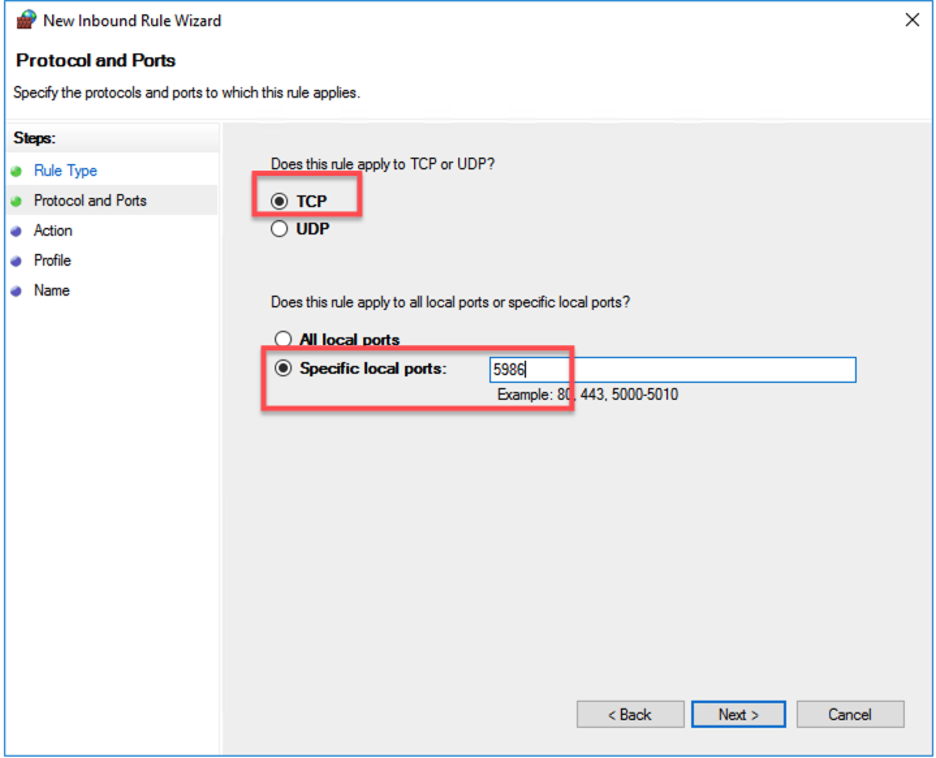 New Inbound Rule Wizard
Protocol and Ports
Specify the protocols and ports to which this rule applies.
Steps:
Rule Type
Protocol and Ports
Action
Profile
Name
Does this rule apply to TCP or UDP?
TCP
UDP
Does this rule apply to all local ports or specific local ports?
All local ports
Specific local ports: 5986
Example: 80, 443, 5000-5010
< Back Next > Cancel